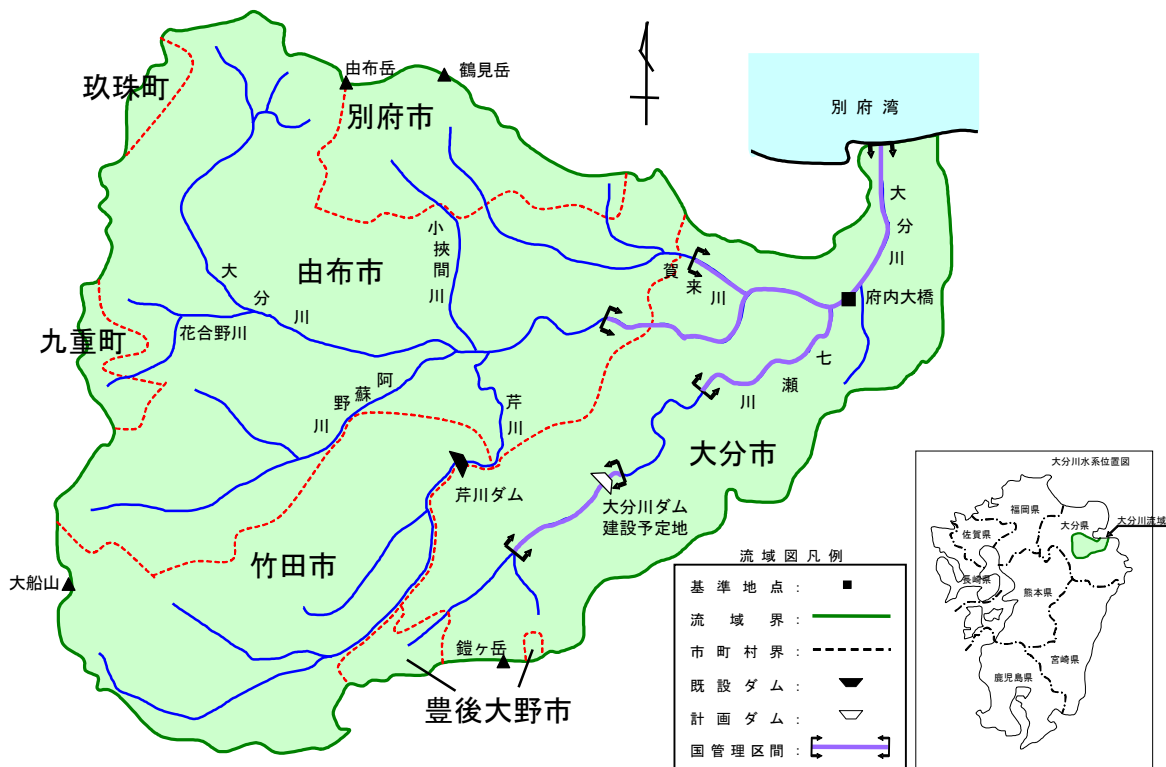 玖珠町
由布岳
鶴見岳
別府市
別府湾
大分川
小挾間川
由布市
賀来川
府内大橋
大分川
花合野川
九重町
七瀬川
阿蘇野川
芹川
大分市
芹川ダム
大分川ダム
建設予定地
竹田市
大船山
鎧ヶ岳
豊後大野市
流域図凡例
基準地点：
流域界：
市町村界：
既設ダム：
計画ダム：
国管理区間：
大分川水系位置図
福岡県
大分県
大分川流域
佐賀県
長崎県
熊本県
宮崎県
鹿児島県